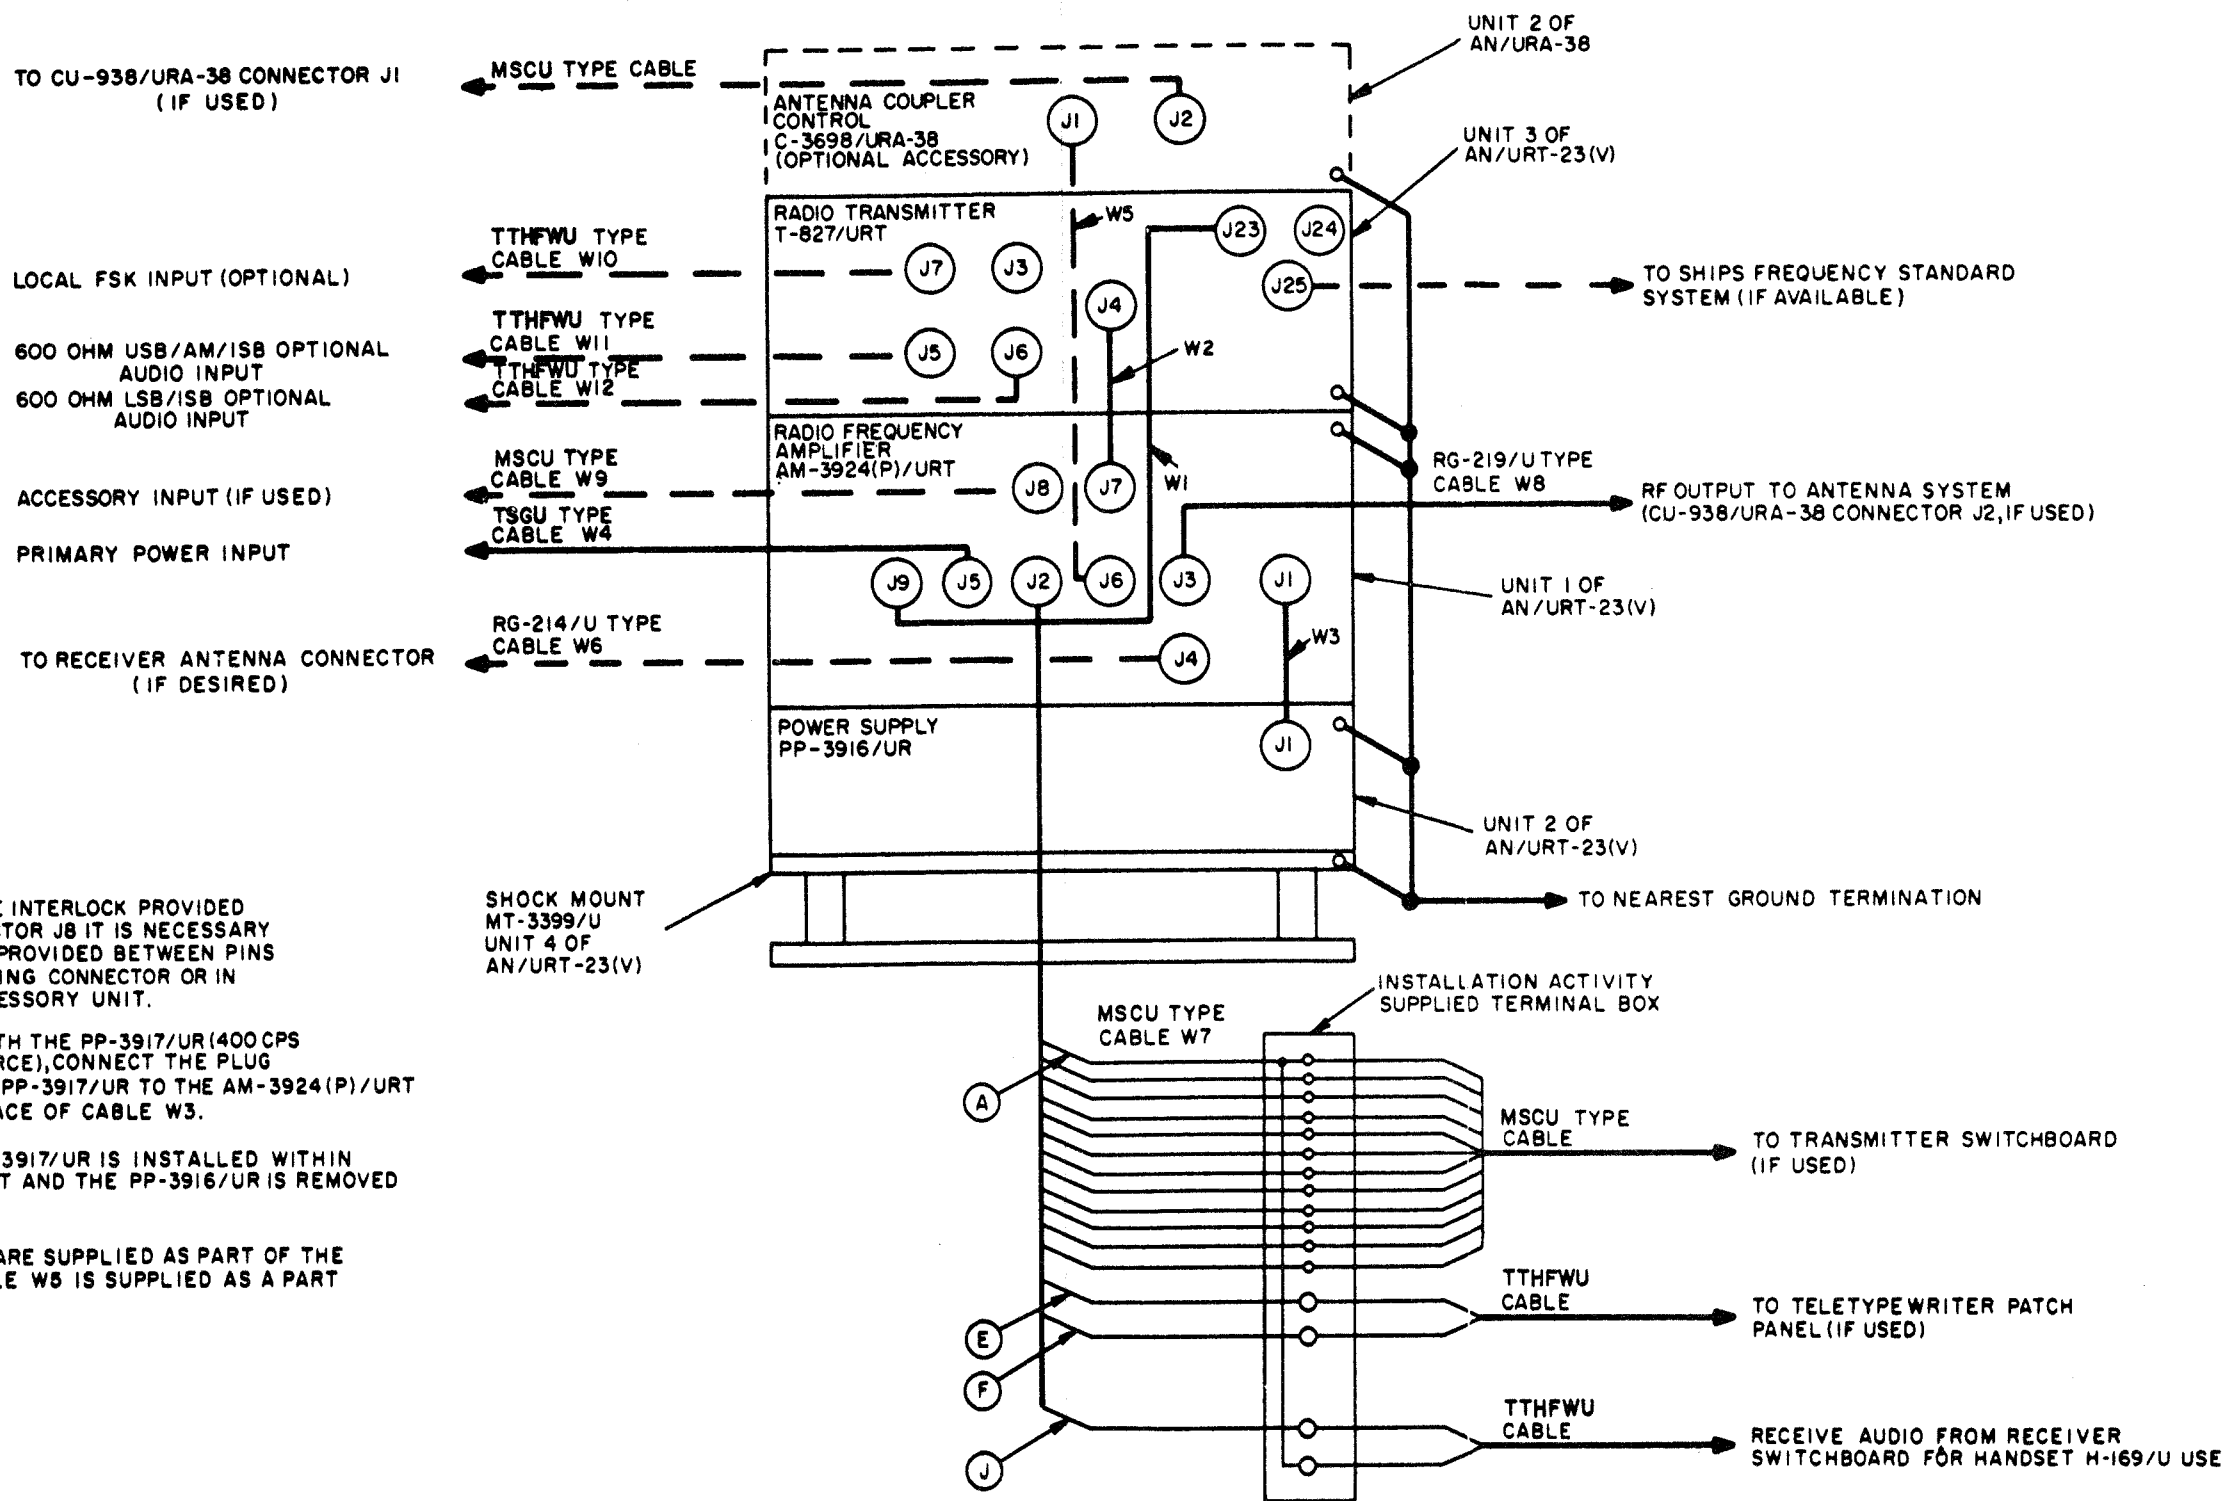 UNIT 2 OF
AN/URA-38
TO CU-938/URA-38 CONNECTOR J1
(IF USED)
MSCU TYPE CABLE
ANTENNA COUPLER
CONTROL
C-3698/URA-38
(OPTIONAL ACCESSORY)
J1
J2
UNIT 3 OF
AN/URT-23(V)
RADIO TRANSMITTER
T-827/URT
W5
J23
J24
TTHFWU TYPE
CABLE W10
LOCAL FSK INPUT (OPTIONAL)
J7
J3
J25
J4
TO SHIPS FREQUENCY STANDARD
SYSTEM (IF AVAILABLE)
TTHFWU TYPE
CABLE W11
600 OHM USB/AM/ISB OPTIONAL
AUDIO INPUT
J5
J6
W2
TTHFWU TYPE
CABLE W12
600 OHM LSB/ISB OPTIONAL
AUDIO INPUT
RADIO FREQUENCY
AMPLIFIER
AM-3924(P)/URT
MSCU TYPE
CABLE W9
ACCESSORY INPUT (IF USED)
J8
J7
W1
RG-219/U TYPE
CABLE W8
RF OUTPUT TO ANTENNA SYSTEM
(CU-938/URA-38 CONNECTOR J2, IF USED)
TSGU TYPE
CABLE W4
PRIMARY POWER INPUT
J9
J5
J2
J6
J3
J1
UNIT 1 OF
AN/URT-23(V)
RG-214/U TYPE
CABLE W6
TO RECEIVER ANTENNA CONNECTOR
(IF DESIRED)
J4
W3
POWER SUPPLY
PP-3916/UR
J1
UNIT 2 OF
AN/URT-23(V)
SHOCK MOUNT
MT-3399/U
UNIT 4 OF
AN/URT-23(V)
TO NEAREST GROUND TERMINATION
INTERLOCK PROVIDED
TOR J8 IT IS NECESSARY
PROVIDED BETWEEN PINS
ING CONNECTOR OR IN
ESSORY UNIT.
TH THE PP-3917/UR (400 CPS
RCE), CONNECT THE PLUG
PP-3917/UR TO THE AM-3924(P)/URT
ACE OF CABLE W3.
3917/UR IS INSTALLED WITHIN
T AND THE PP-3916/UR IS REMOVED
ARE SUPPLIED AS PART OF THE
LE W5 IS SUPPLIED AS A PART
INSTALLATION ACTIVITY
SUPPLIED TERMINAL BOX
MSCU TYPE
CABLE W7
A
MSCU TYPE
CABLE
TO TRANSMITTER SWITCHBOARD
(IF USED)
E
F
TTHFWU
CABLE
TO TELETYPEWRITER PATCH
PANEL (IF USED)
J
TTHFWU
CABLE
RECEIVE AUDIO FROM RECEIVER
SWITCHBOARD FOR HANDSET H-169/U USE